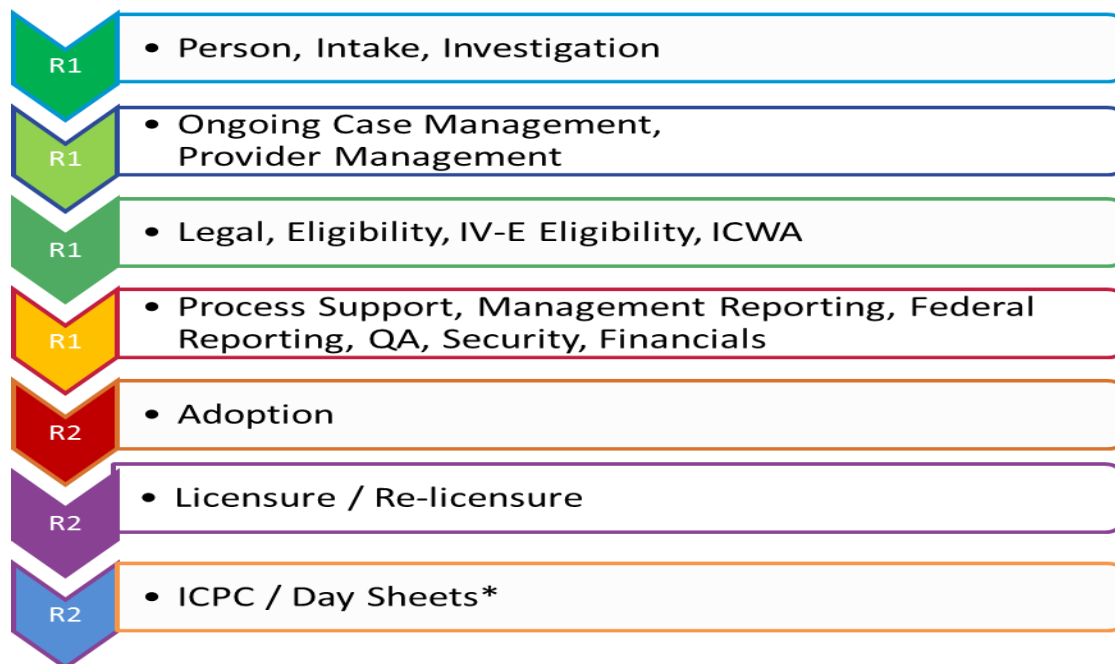 R1
• Person, Intake, Investigation
R1
• Ongoing Case Management,
Provider Management
R1
• Legal, Eligibility, IV-E Eligibility, ICWA
R1
• Process Support, Management Reporting, Federal
Reporting, QA, Security, Financials
R2
• Adoption
R2
• Licensure / Re-licensure
R2
• ICPC / Day Sheets*